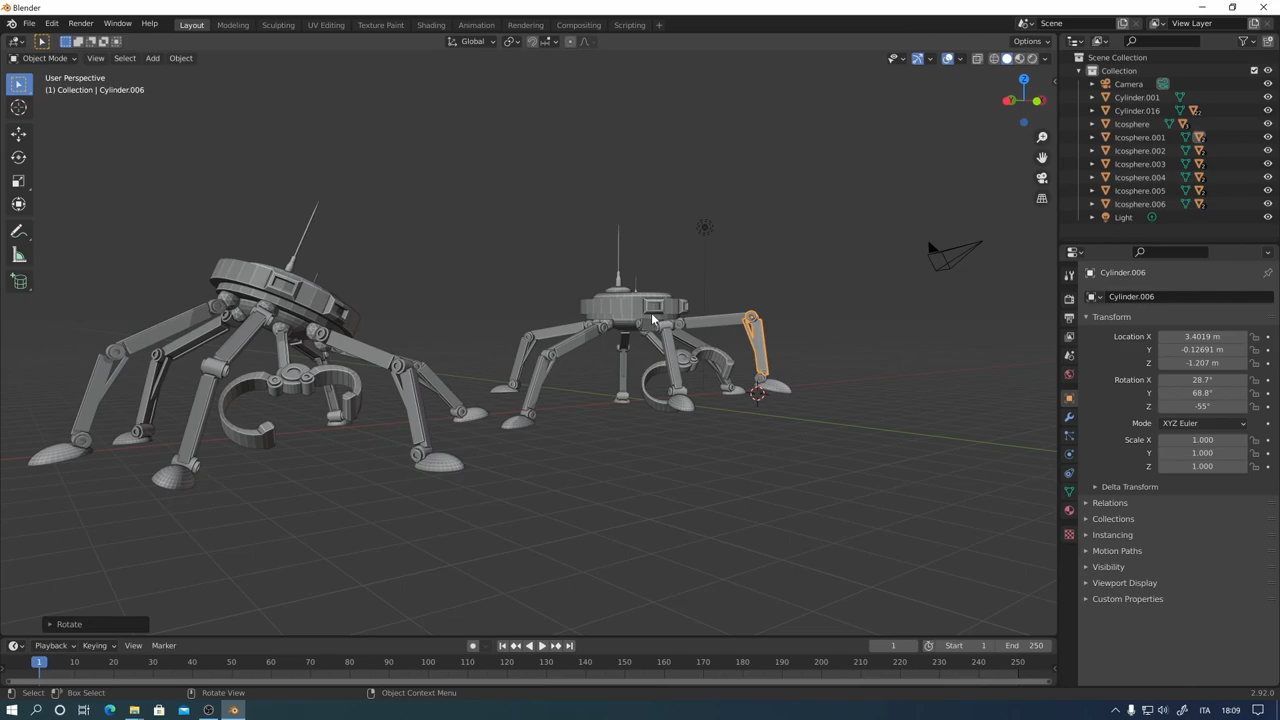 Blender
File Edit Render Window Help Layout Modeling Sculpting UV Editing Texture Paint Shading Animation Rendering Compositing Scripting + Scene View Layer
Global Options
Object Mode View Select Add Object
User Perspective
(1) Collection | Cylinder.006
Z
Y
Scene Collection
Collection
Camera
Cylinder.001
Cylinder.016
Icosphere
Icosphere.001
Icosphere.002
Icosphere.003
Icosphere.004
Icosphere.005
Icosphere.006
Light
Cylinder.006
Cylinder.006
Transform
Location X 3.4019 m
Y -0.12691 m
Z -1.207 m
Rotation X 28.7°
Y 68.8°
Z -55°
Mode XYZ Euler
Scale X 1.000
Y 1.000
Z 1.000
Delta Transform
Relations
Collections
Instancing
Motion Paths
Visibility
Viewport Display
Custom Properties
Rotate
Playback Keying View Marker 1 Start 1 End 250
1 10 20 30 40 50 60 70 80 90 100 110 120 130 140 150 160 170 180 190 200 210 220 230 240 250
Select Box Select Rotate View Object Context Menu 2.92.0
ITA 18:09